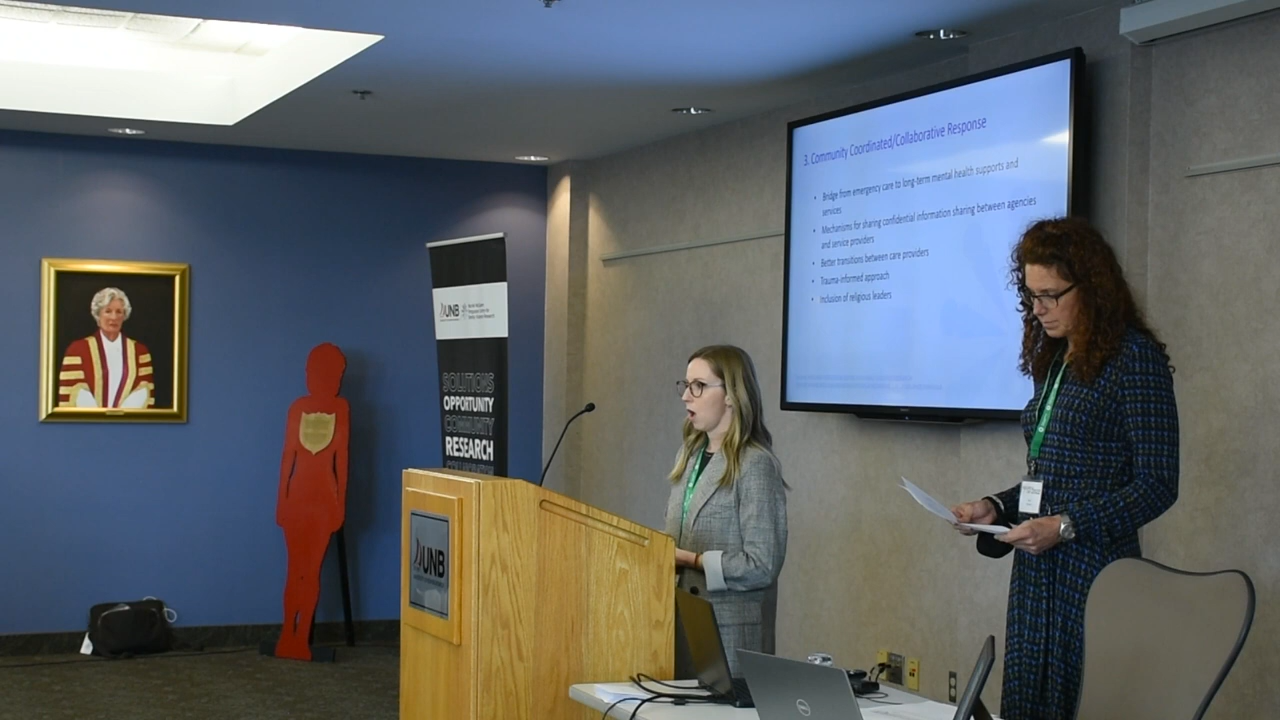 3. Community Coordinated/Collaborative Response
• Bridge from emergency care to long-term mental health supports and
services
• Mechanisms for sharing confidential information sharing between agencies
and service providers
• Better transitions between care providers
• Trauma-informed approach
• Inclusion of religious leaders
UNB
SOLUTIONS
OPPORTUNITY
COMMUNITY
RESEARCH
UNB
DELL